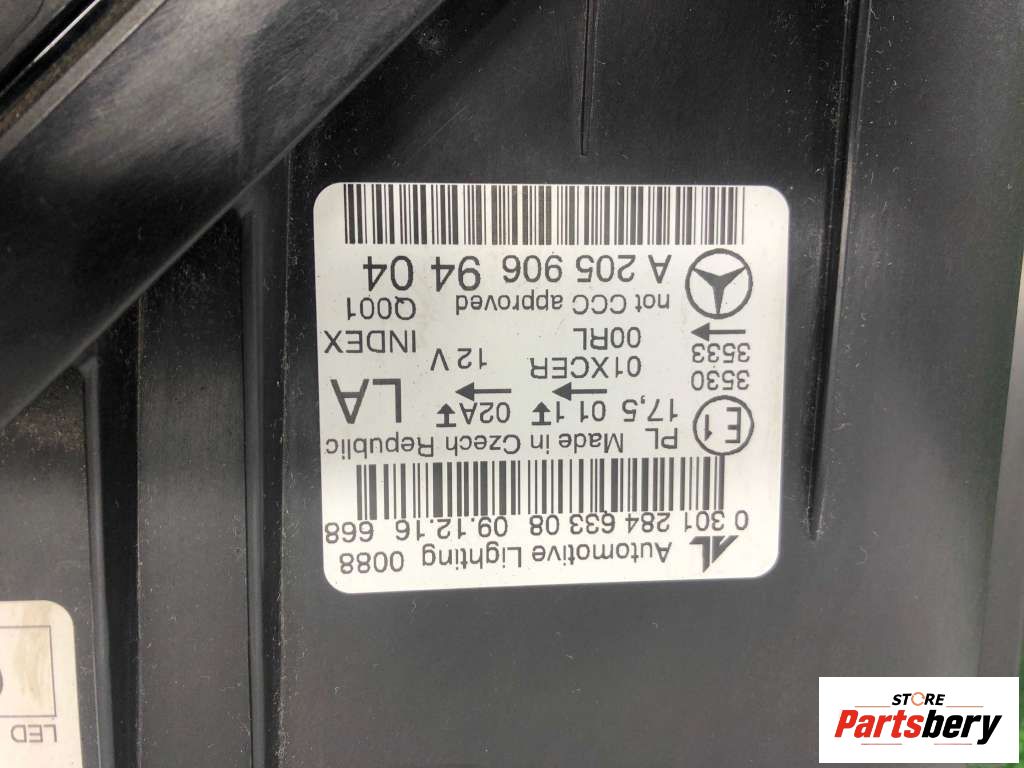 Automotive Lighting 0088
0 301 284 633 08 09.12.16 668
PL Made in Czech Republic
E1
17,5 01 1 02A LA
3530 01XCER 12 V
3533 00RL INDEX
not CCC approved Q001
A 205 906 94 04
LED
STORE
Partsbery